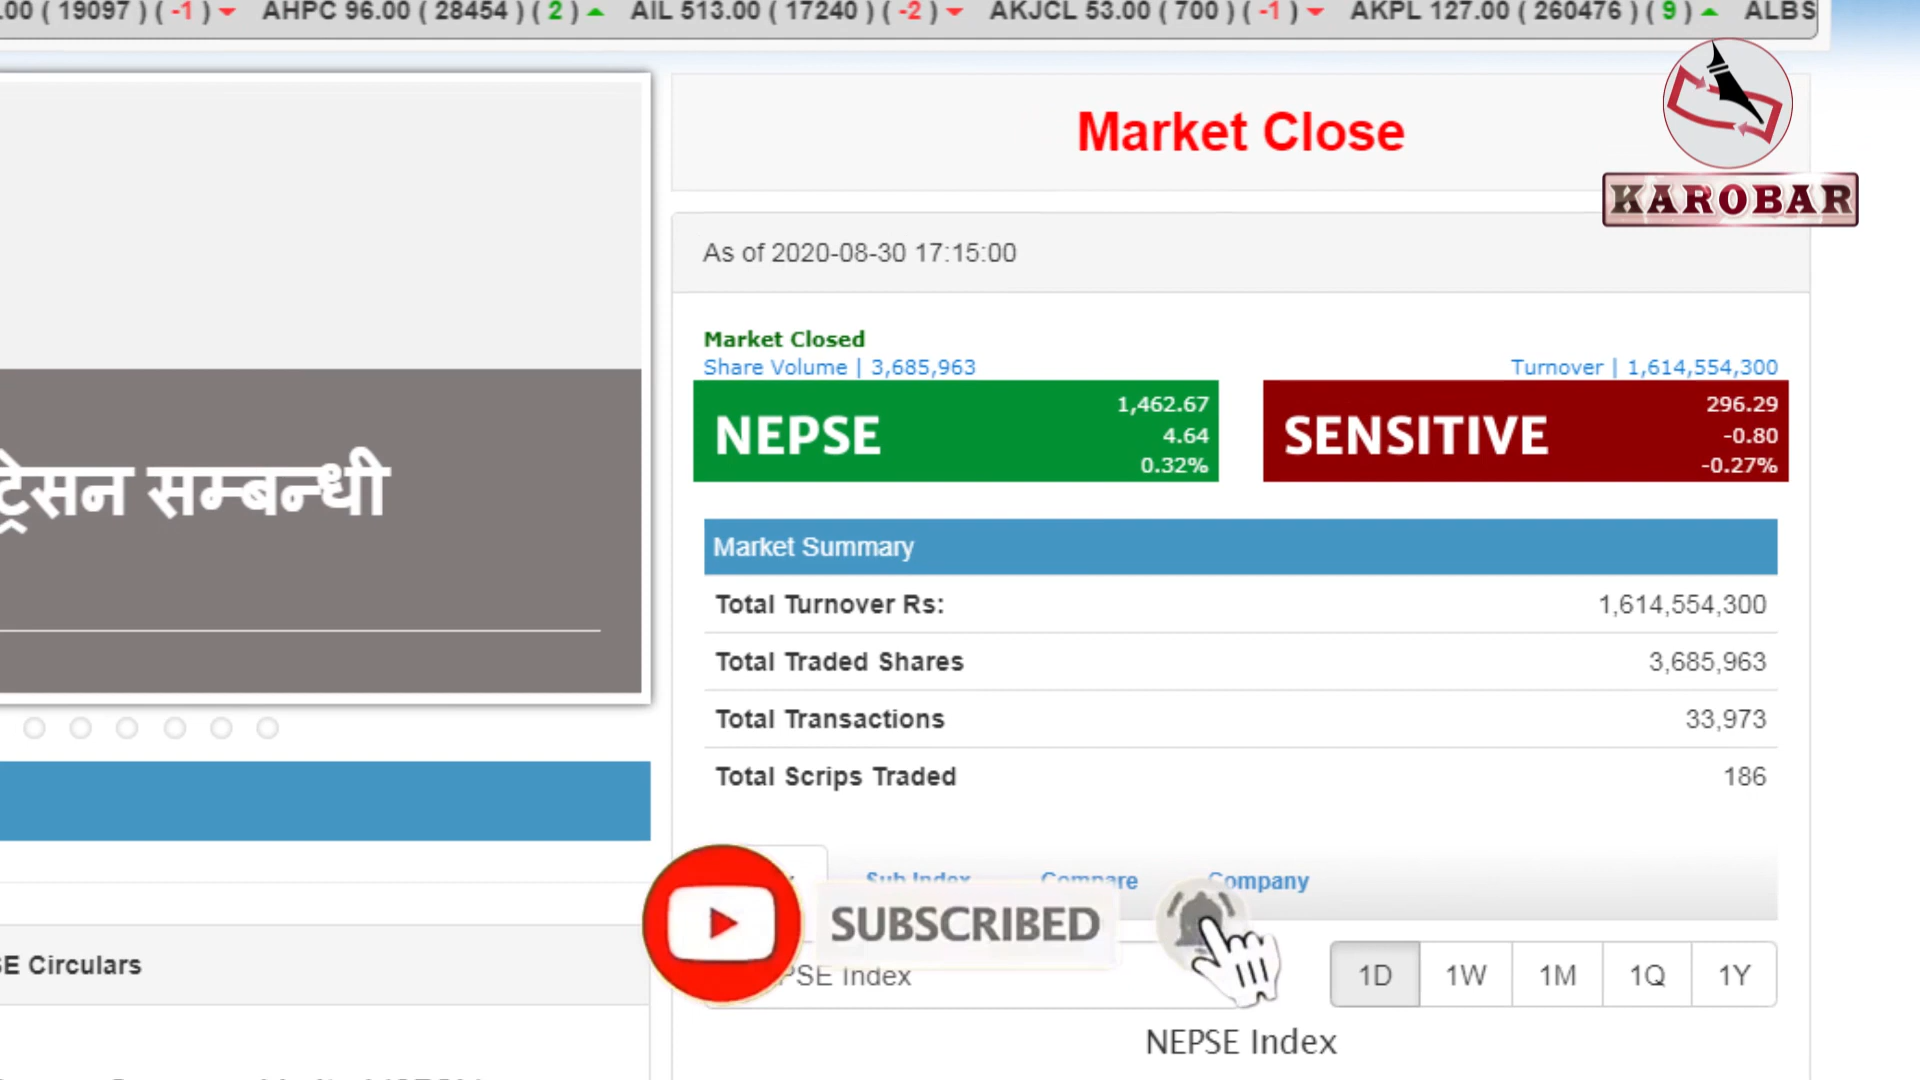 .00 ( 19097 ) ( -1 ) AHPC 96.00 ( 28454 ) ( 2 ) AIL 513.00 ( 17240 ) ( -2 ) AKJCL 53.00 ( 700 ) ( -1 ) AKPL 127.00 ( 260476 ) ( 9 ) ALBS
Market Close
KAROBAR
As of 2020-08-30 17:15:00
Market Closed
Share Volume | 3,685,963
Turnover | 1,614,554,300
NEPSE
1,462.67
4.64
0.32%
SENSITIVE
296.29
-0.80
-0.27%
सम्बन्धी
Market Summary
Total Turnover Rs: 1,614,554,300
Total Traded Shares 3,685,963
Total Transactions 33,973
Total Scrips Traded 186
Sub Index Compare Company
SUBSCRIBED
E Circulars
PSE Index
1D 1W 1M 1Q 1Y
NEPSE Index